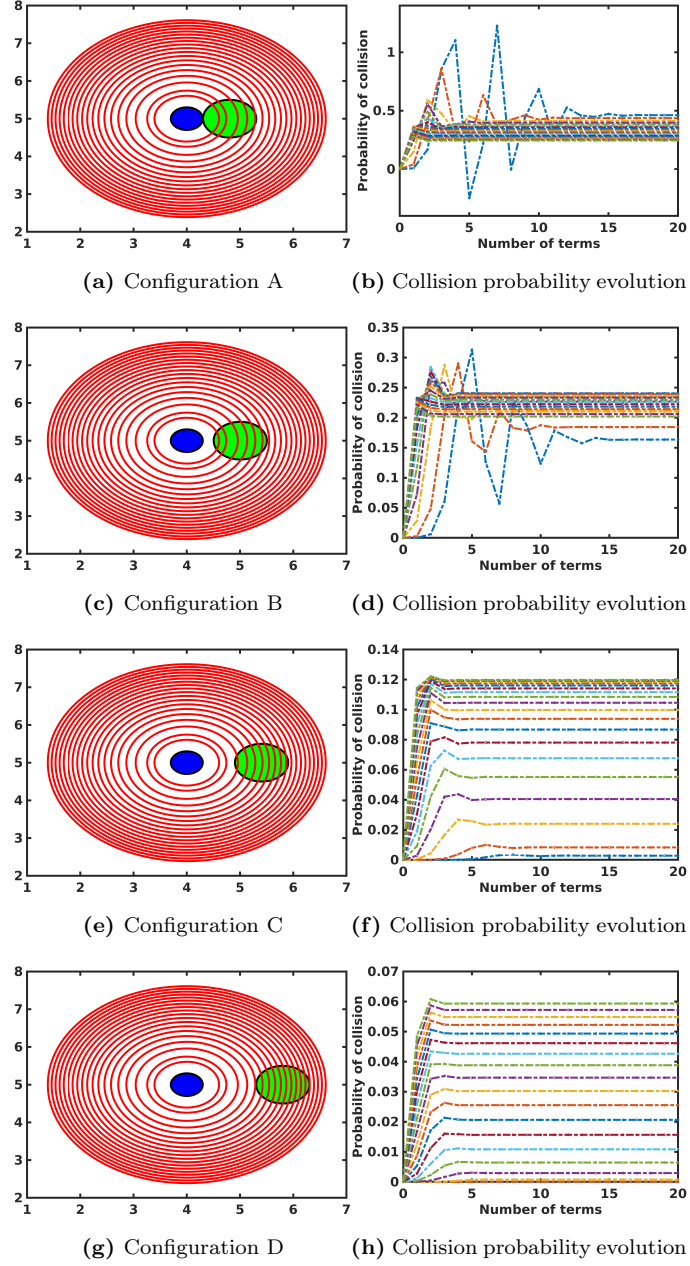 8
7
6
5
4
3
2
1 2 3 4 5 6 7
Probability of collision
1
0.5
0
0 5 10 15 20
Number of terms
(a) Configuration A
(b) Collision probability evolution
8
7
6
5
4
3
2
1 2 3 4 5 6 7
Probability of collision
0.35
0.3
0.25
0.2
0.15
0.1
0.05
0
0 5 10 15 20
Number of terms
(c) Configuration B
(d) Collision probability evolution
8
7
6
5
4
3
2
1 2 3 4 5 6 7
Probability of collision
0.14
0.12
0.1
0.08
0.06
0.04
0.02
0
0 5 10 15 20
Number of terms
(e) Configuration C
(f) Collision probability evolution
8
7
6
5
4
3
2
1 2 3 4 5 6 7
Probability of collision
0.07
0.06
0.05
0.04
0.03
0.02
0.01
0
0 5 10 15 20
Number of terms
(g) Configuration D
(h) Collision probability evolution